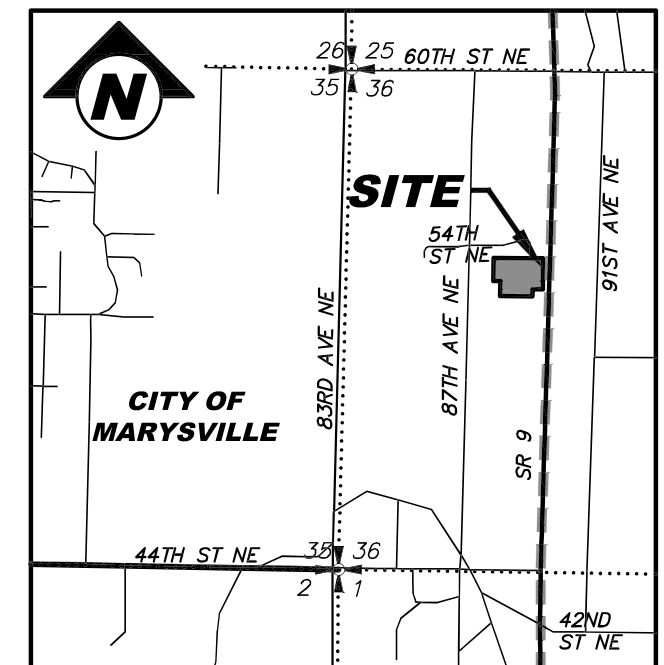 26 25
60TH ST NE
35 36
N
SITE
54TH
ST NE
91ST AVE NE
83RD AVE NE
87TH AVE NE
CITY OF
MARYSVILLE
SR 9
44TH ST NE
35 36
2 1
42ND
ST NE